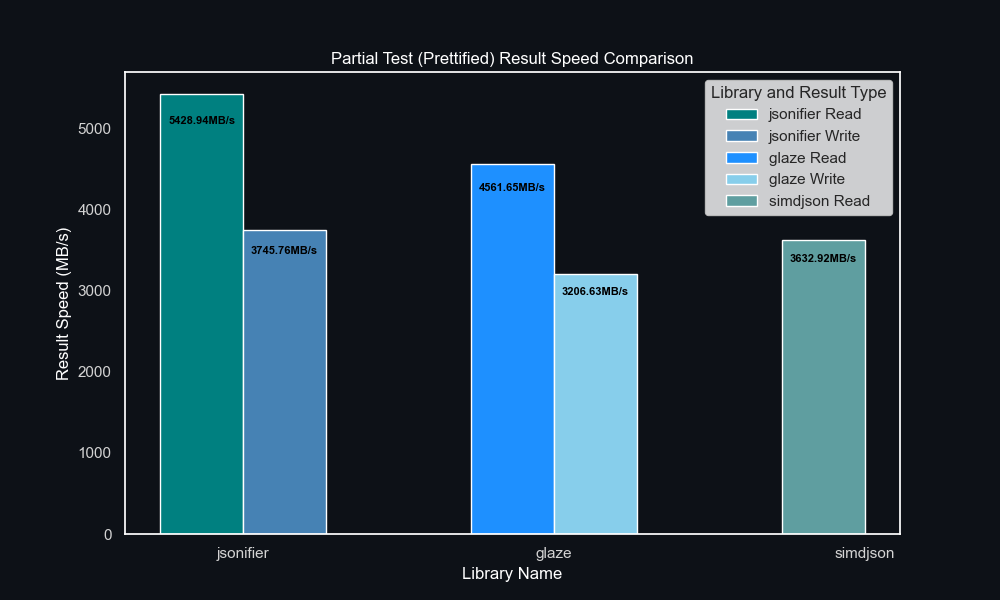 Partial Test (Prettified) Result Speed Comparison
Library and Result Type
jsonifier Read
jsonifier Write
glaze Read
glaze Write
simdjson Read
5428.94MB/s
3745.76MB/s
4561.65MB/s
3206.63MB/s
3632.92MB/s
Result Speed (MB/s)
5000
4000
3000
2000
1000
0
jsonifier
glaze
simdjson
Library Name